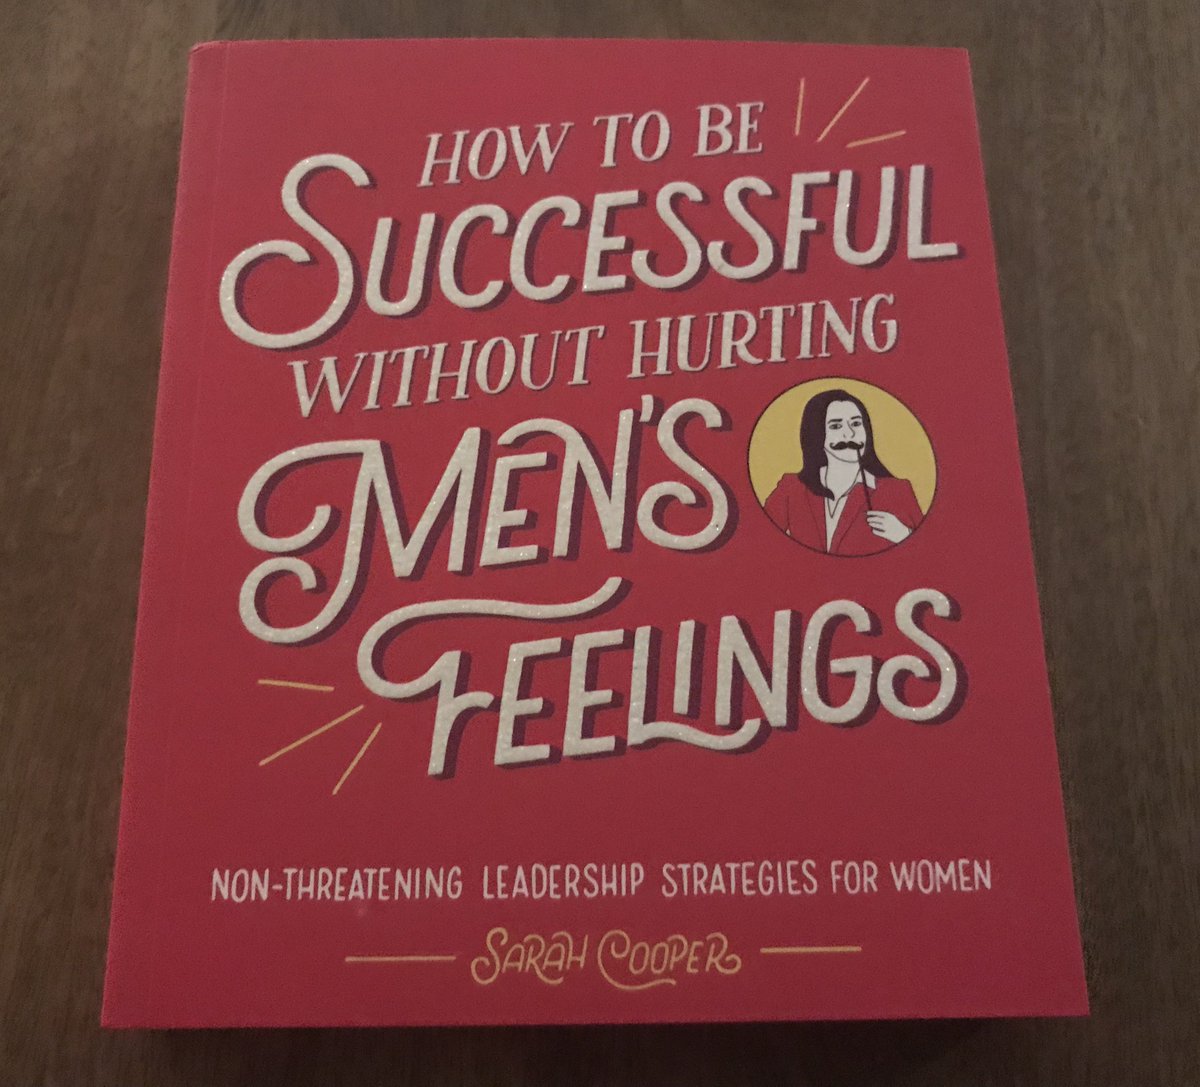 HOW TO BE
SUCCESSFUL
WITHOUT HURTING
MEN'S
FEELINGS
NON-THREATENING LEADERSHIP STRATEGIES FOR WOMEN
SARAH COOPER